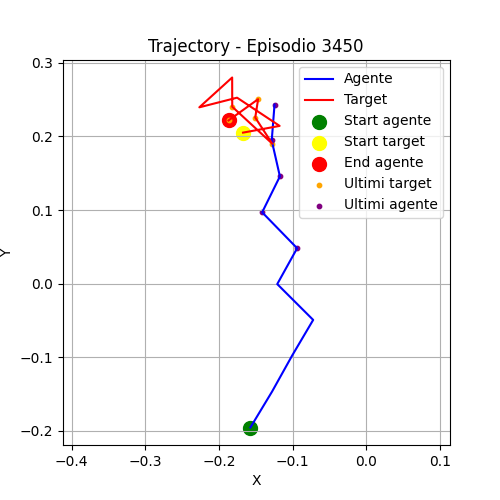 Trajectory - Episodio 3450
Agente
Target
Start agente
Start target
End agente
Ultimi target
Ultimi agente
Y
0.3
0.2
0.1
0.0
−0.1
−0.2
−0.4
−0.3
−0.2
−0.1
0.0
0.1
X